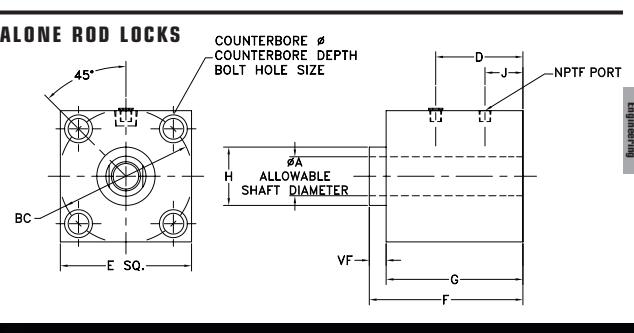 ALONE ROD LOCKS
COUNTERBORE ø
COUNTERBORE DEPTH
BOLT HOLE SIZE
45°
D
J
NPTF PORT
Engineering
H
øA
ALLOWABLE
SHAFT DIAMETER
BC
E SQ.
VF
G
F